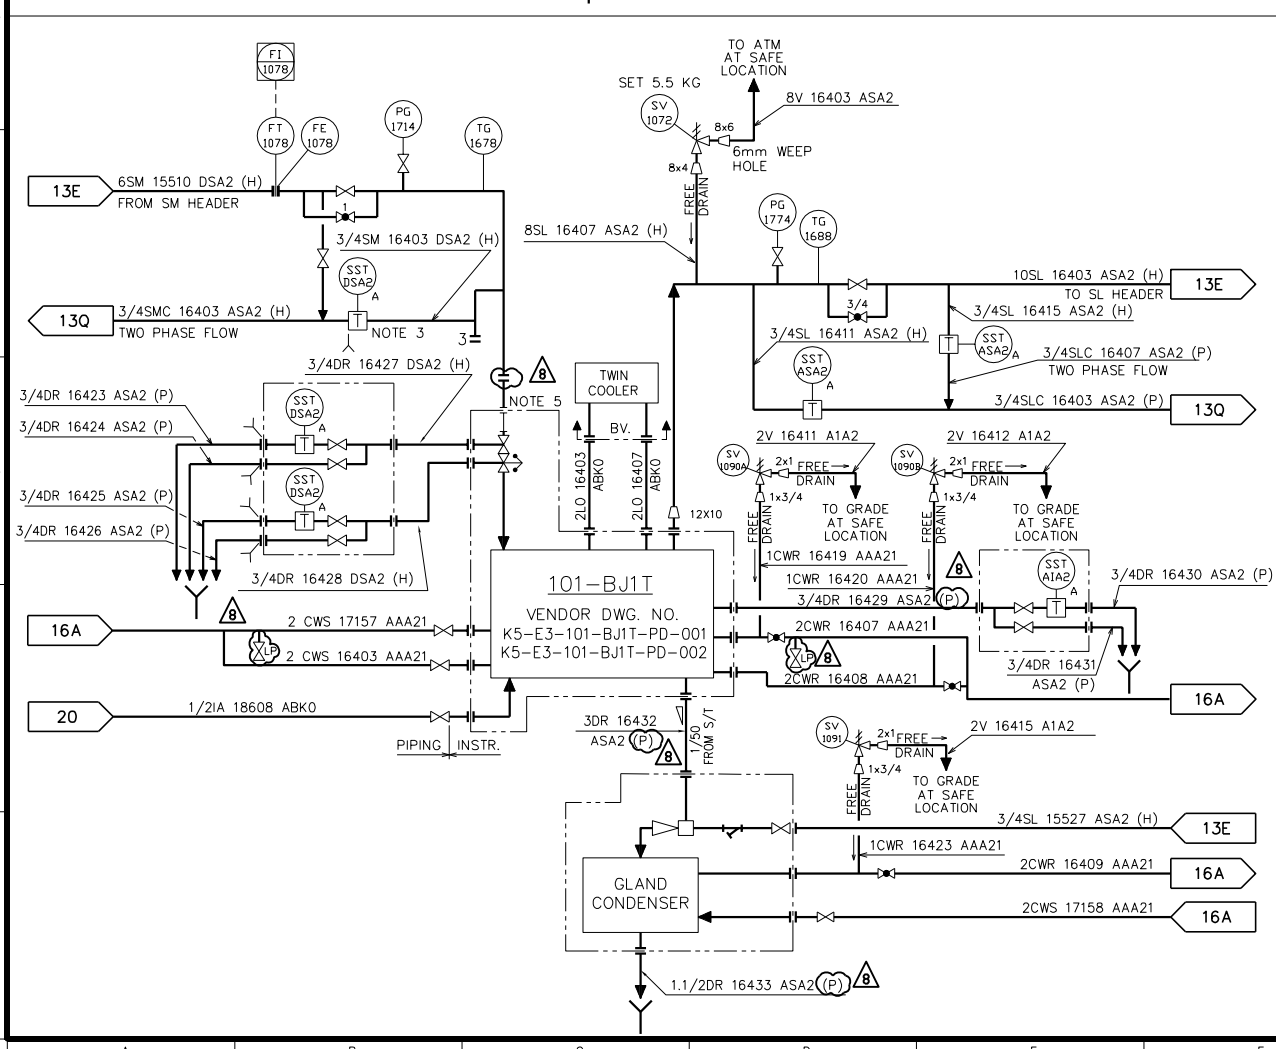 TO ATM
AT SAFE
LOCATION
SET 5.5 KG
FI
1078
SV
1072
8V 16403 ASA2
FT
1078
FE
1078
PG
1714
TG
1678
8x6
6mm WEEP
HOLE
8x4
13E
6SM 15510 DSA2 (H)
FROM SM HEADER
1
FREE
DRAIN
PG
1774
TG
1688
8SL 16407 ASA2 (H)
3/4SM 16403 DSA2 (H)
SST
DSA2
A
10SL 16403 ASA2 (H)
TO SL HEADER
13E
13Q
3/4SMC 16403 ASA2 (H)
TWO PHASE FLOW
NOTE 3
3
3/4
3/4SL 16415 ASA2 (H)
3/4SL 16411 ASA2 (H)
SST
ASA2
A
3/4SLC 16407 ASA2 (P)
TWO PHASE FLOW
SST
ASA2
A
3/4SLC 16403 ASA2 (P)
13Q
3/4DR 16427 DSA2 (H)
8
NOTE 5
TWIN
COOLER
BV.
3/4DR 16423 ASA2 (P)
3/4DR 16424 ASA2 (P)
3/4DR 16425 ASA2 (P)
3/4DR 16426 ASA2 (P)
SST
DSA2
A
T
SST
DSA2
A
T
3/4DR 16428 DSA2 (H)
2LO 16403
ABK0
2LO 16407
ABK0
12X10
SV
1090A
2V 16411 A1A2
2x1
FREE
DRAIN
1x3/4
FREE
DRAIN
TO GRADE
AT SAFE
LOCATION
SV
1090B
2V 16412 A1A2
2x1
FREE
DRAIN
1x3/4
FREE
DRAIN
TO GRADE
AT SAFE
LOCATION
1CWR 16419 AAA21
1CWR 16420 AAA21
3/4DR 16429 ASA2 (P)
8
SST
AIA2
A
T
3/4DR 16430 ASA2 (P)
3/4DR 16431
ASA2 (P)
101-BJ1T
VENDOR DWG. NO.
K5-E3-101-BJ1T-PD-001
K5-E3-101-BJ1T-PD-002
16A
2 CWS 17157 AAA21
8
LP
2 CWS 16403 AAA21
2CWR 16407 AAA21
LP
8
2CWR 16408 AAA21
16A
20
1/2IA 18608 ABK0
PIPING
INSTR.
3DR 16432
ASA2 (P)
8
1/50
FROM S/T
SV
1091
2x1
FREE
DRAIN
2V 16415 A1A2
1x3/4
FREE
DRAIN
TO GRADE
AT SAFE
LOCATION
3/4SL 15527 ASA2 (H)
13E
1CWR 16423 AAA21
2CWR 16409 AAA21
16A
GLAND
CONDENSER
2CWS 17158 AAA21
16A
1.1/2DR 16433 ASA2 (P)
8